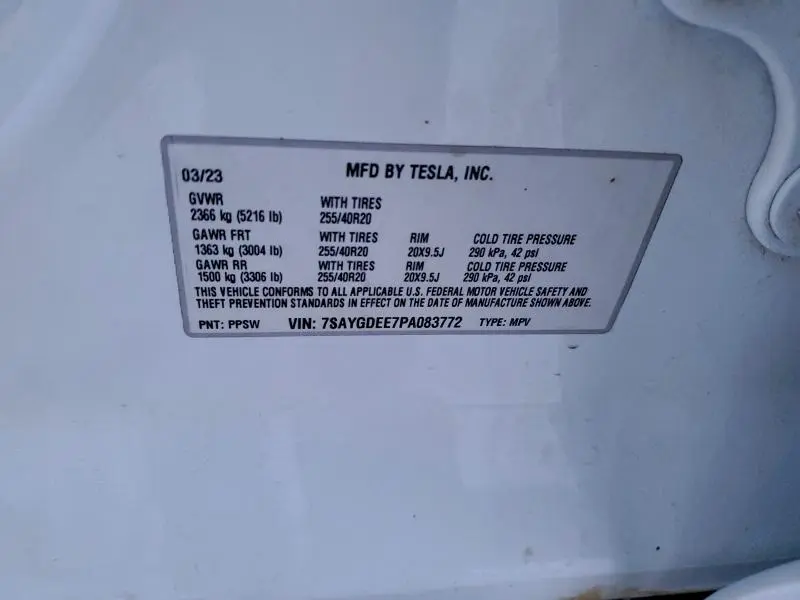 03/23 MFD BY TESLA, INC.
GVWR WITH TIRES
2366 kg (5216 lb) 255/40R20
GAWR FRT WITH TIRES RIM COLD TIRE PRESSURE
1363 kg (3004 lb) 255/40R20 20X9.5J 290 kPa, 42 psi
GAWR RR WITH TIRES RIM COLD TIRE PRESSURE
1500 kg (3306 lb) 255/40R20 20X9.5J 290 kPa, 42 psi
THIS VEHICLE CONFORMS TO ALL APPLICABLE U.S. FEDERAL MOTOR VEHICLE SAFETY AND
THEFT PREVENTION STANDARDS IN EFFECT ON THE DATE OF MANUFACTURE SHOWN ABOVE.
PNT: PPSW VIN: 7SAYGDEE7PA083772 TYPE: MPV